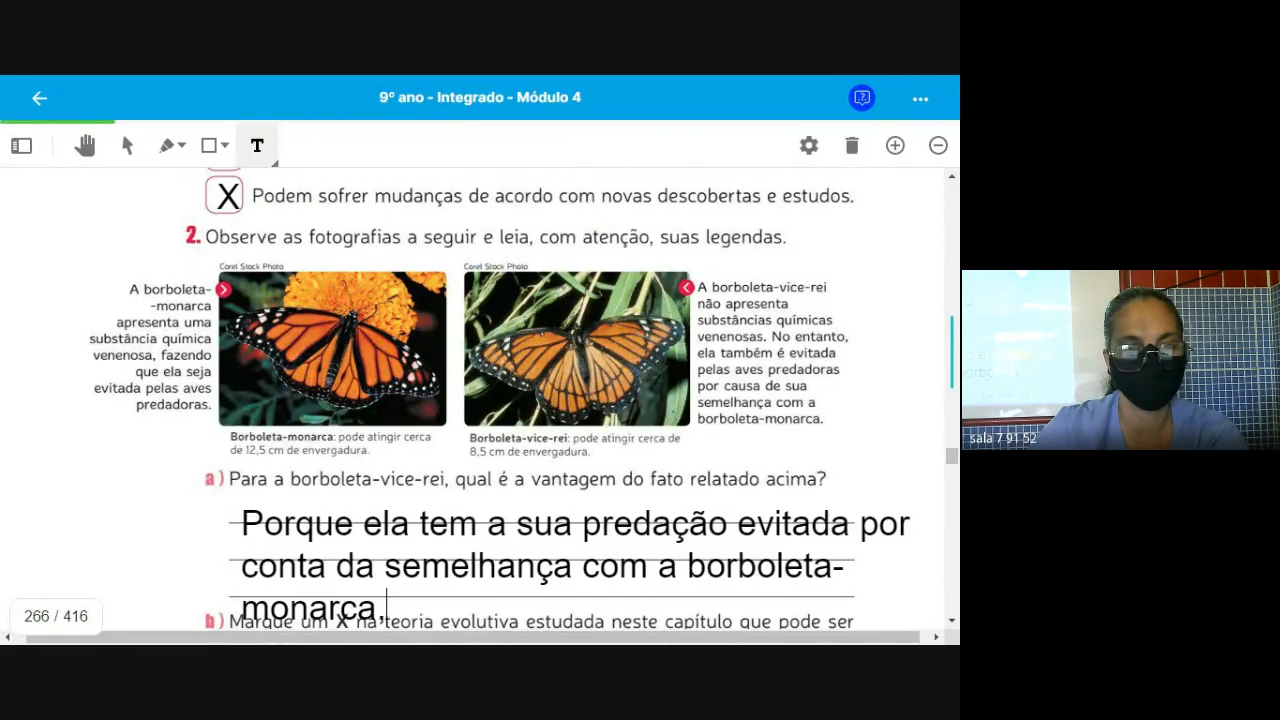 9º ano - Integrado - Módulo 4
T
X Podem sofrer mudanças de acordo com novas descobertas e estudos.
2. Observe as fotografias a seguir e leia, com atenção, suas legendas.
Corel Stock Photo
Corel Stock Photo
A borboleta-
-monarca
apresenta uma
substância química
venenosa, fazendo
que ela seja
evitada pelas aves
predadoras.
A borboleta-vice-rei
não apresenta
substâncias químicas
venenosas. No entanto,
ela também é evitada
pelas aves predadoras
por causa de sua
semelhança com a
borboleta-monarca.
Borboleta-monarca: pode atingir cerca
de 12,5 cm de envergadura.
Borboleta-vice-rei: pode atingir cerca de
8,5 cm de envergadura.
a) Para a borboleta-vice-rei, qual é a vantagem do fato relatado acima?
Porque ela tem a sua predação evitada por
conta da semelhança com a borboleta-
monarca,
b) Marque um X na teoria evolutiva estudada neste capítulo que pode ser
266 / 416
sala 7 91 52